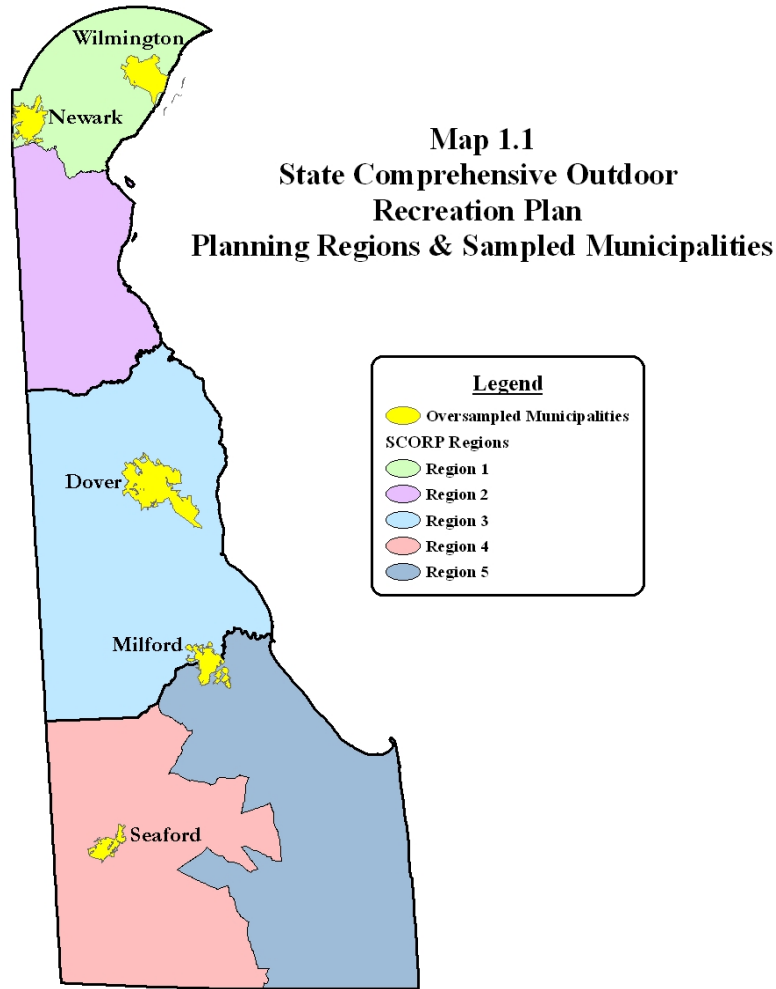 Wilmington
Newark
Map 1.1
State Comprehensive Outdoor
Recreation Plan
Planning Regions & Sampled Municipalities
Legend
Oversampled Municipalities
SCORP Regions
Region 1
Region 2
Region 3
Region 4
Region 5
Dover
Milford
Seaford